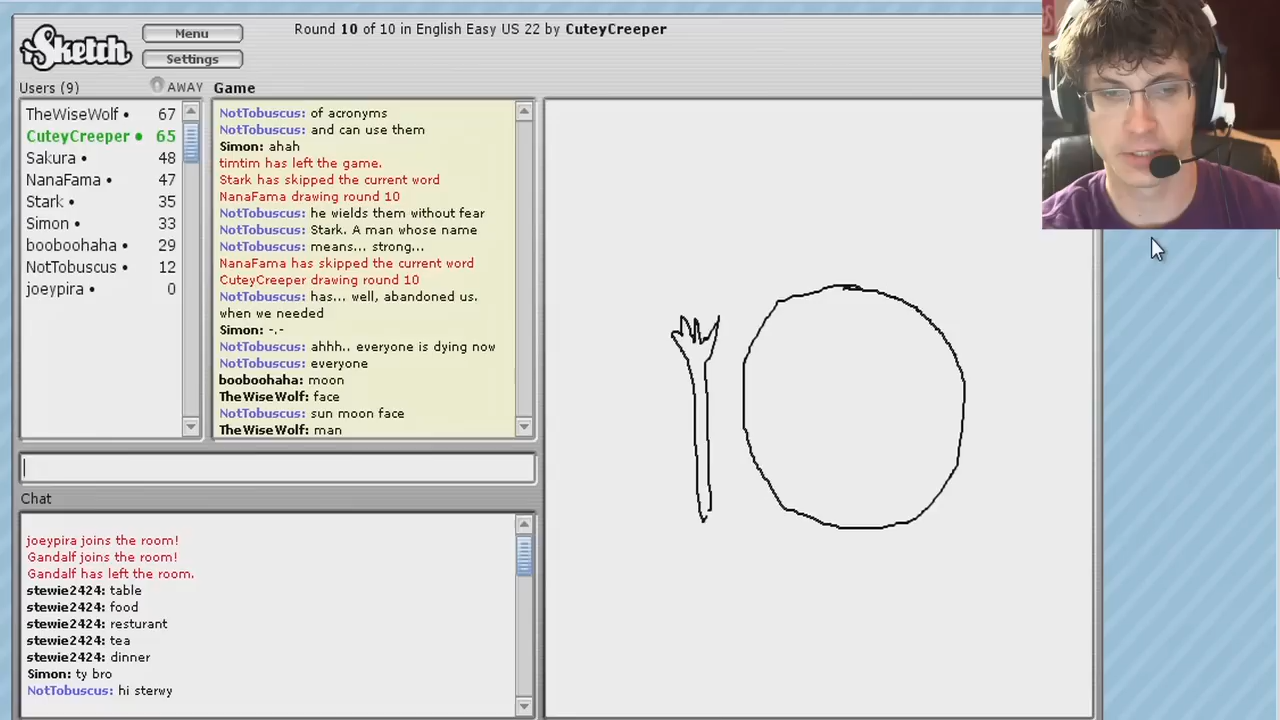 iSketch
Menu
Settings
Round 10 of 10 in English Easy US 22 by CuteyCreeper
Users (9)
AWAY
TheWiseWolf • 67
CuteyCreeper • 65
Sakura • 48
NanaFama • 47
Stark • 35
Simon • 33
booboohaha • 29
NotTobuscus • 12
joeypira • 0
Game
NotTobuscus: of acronyms
NotTobuscus: and can use them
Simon: ahah
timtim has left the game.
Stark has skipped the current word
NanaFama drawing round 10
NotTobuscus: he wields them without fear
NotTobuscus: Stark. A man whose name
NotTobuscus: means... strong...
NanaFama has skipped the current word
CuteyCreeper drawing round 10
NotTobuscus: has... well, abandoned us.
when we needed
Simon: -.-
NotTobuscus: ahhh.. everyone is dying now
NotTobuscus: everyone
booboohaha: moon
TheWiseWolf: face
NotTobuscus: sun moon face
TheWiseWolf: man
Chat
joeypira joins the room!
Gandalf joins the room!
Gandalf has left the room.
stewie2424: table
stewie2424: food
stewie2424: resturant
stewie2424: tea
stewie2424: dinner
Simon: ty bro
NotTobuscus: hi sterwy